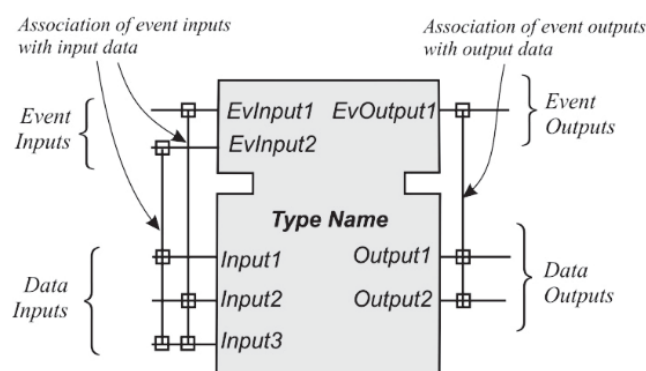 Association of event inputs
with input data
Association of event outputs
with output data
Event
Inputs
EvInput1 EvOutput1
EvInput2
Event
Outputs
Type Name
Data
Inputs
Input1 Output1
Input2 Output2
Input3
Data
Outputs